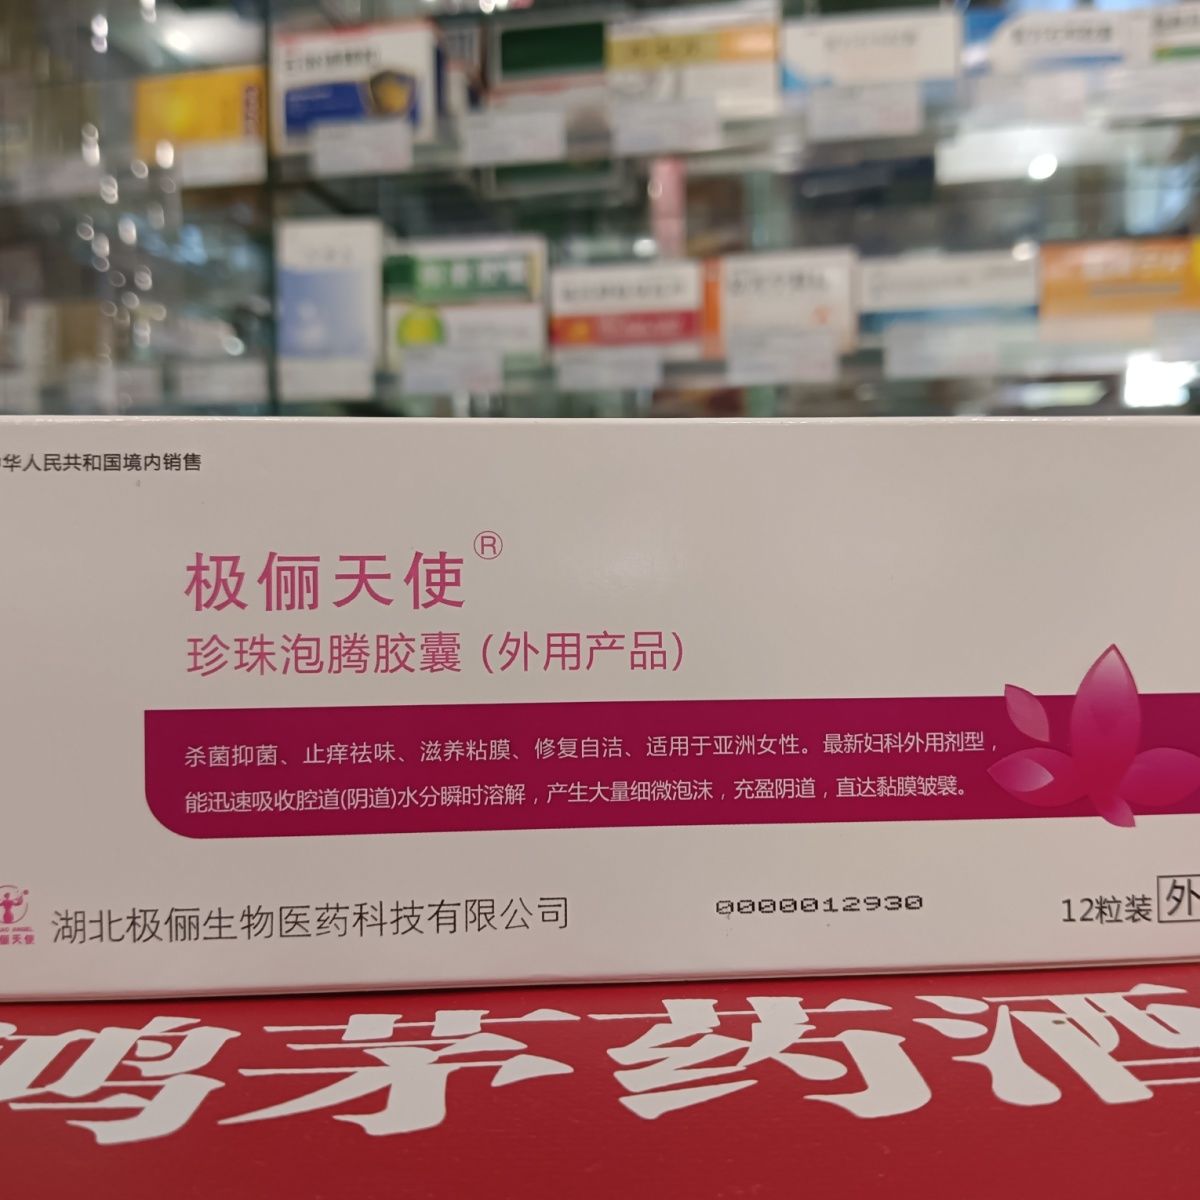 华人民共和国境内销售
极俪天使®
珍珠泡腾胶囊(外用产品)
杀菌抑菌、止痒祛味、滋养粘膜、修复自洁、适用于亚洲女性。最新妇科外用剂型,
能迅速吸收腔道(阴道)水分瞬时溶解,产生大量细微泡沫,充盈阴道,直达黏膜皱襞。
俪天使
湖北极俪生物医药科技有限公司
0000012930
12粒装 外
鸿茅药酒